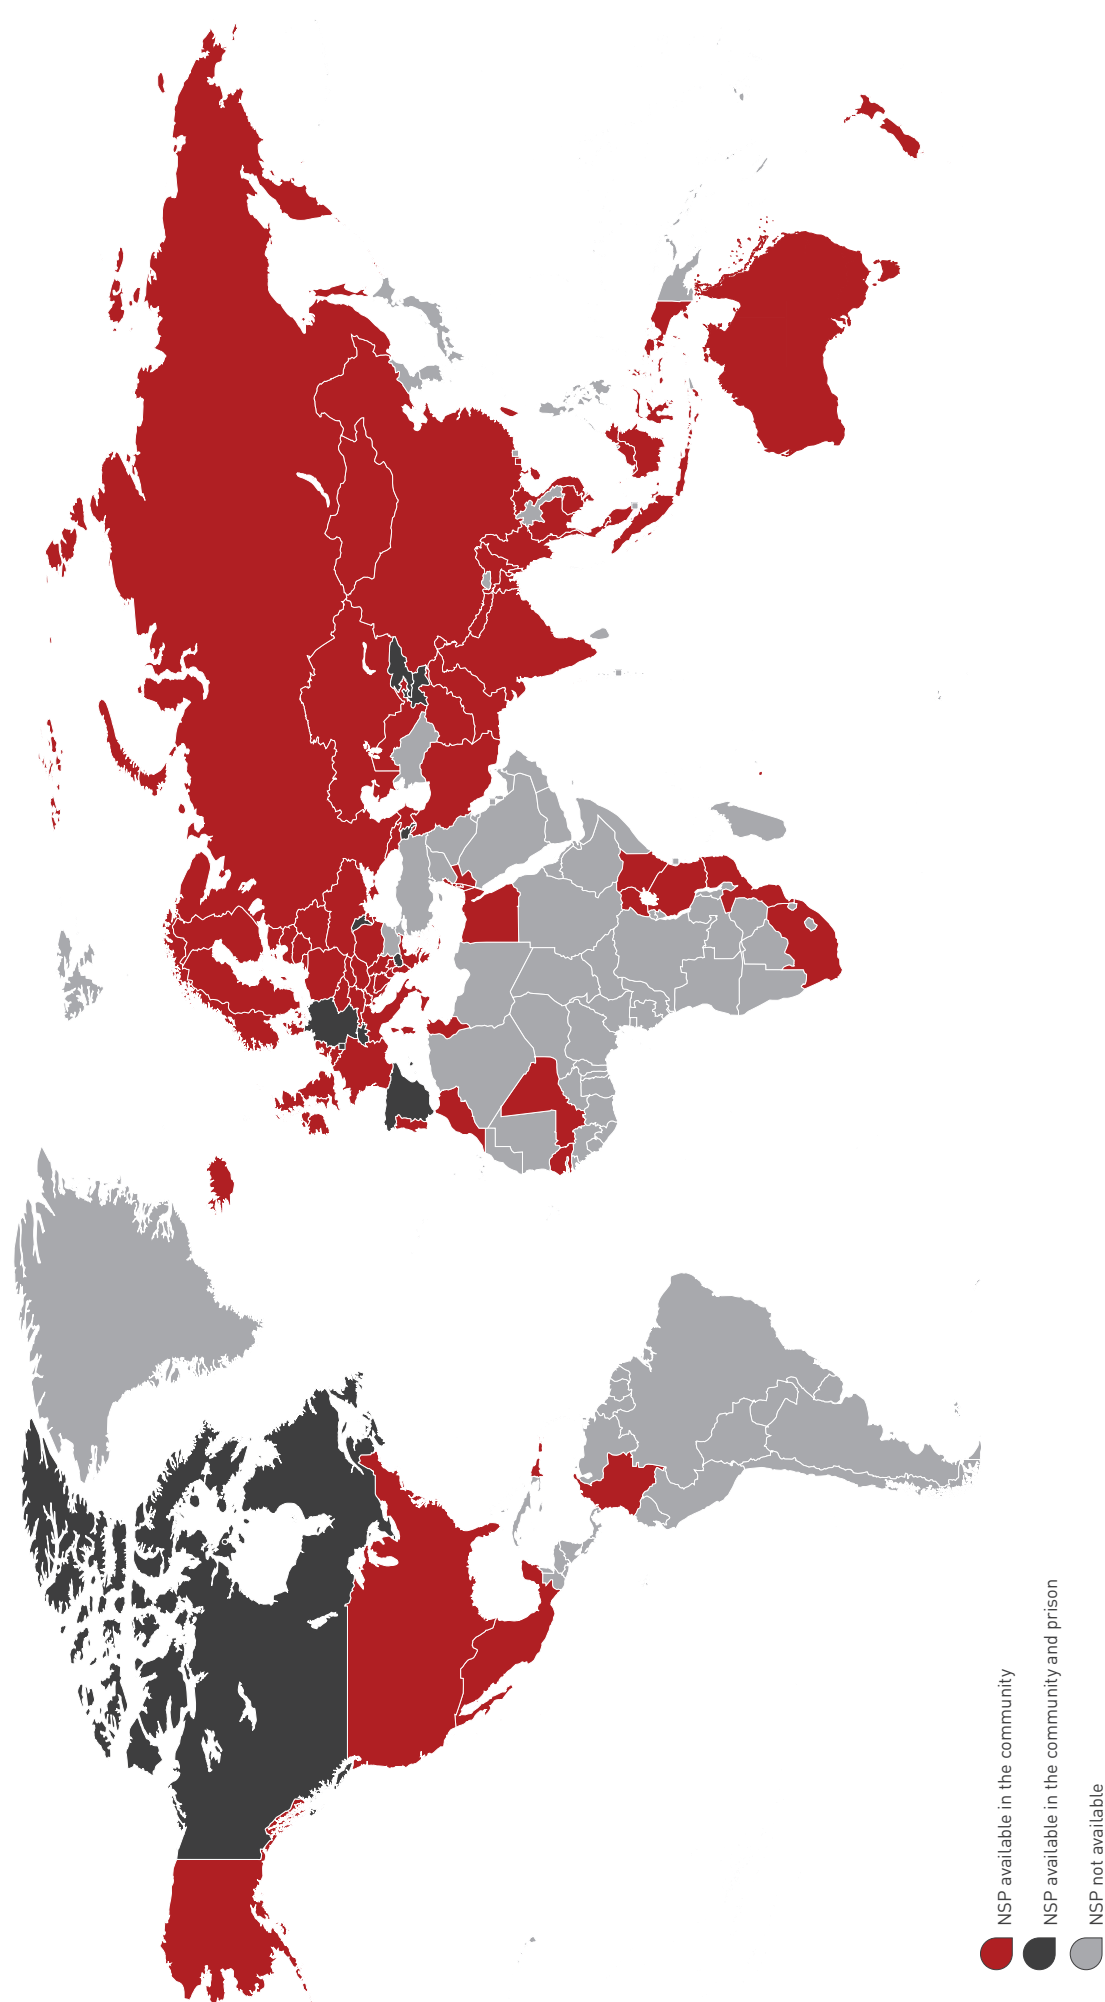 NSP available in the community
NSP available in the community and prison
NSP not available